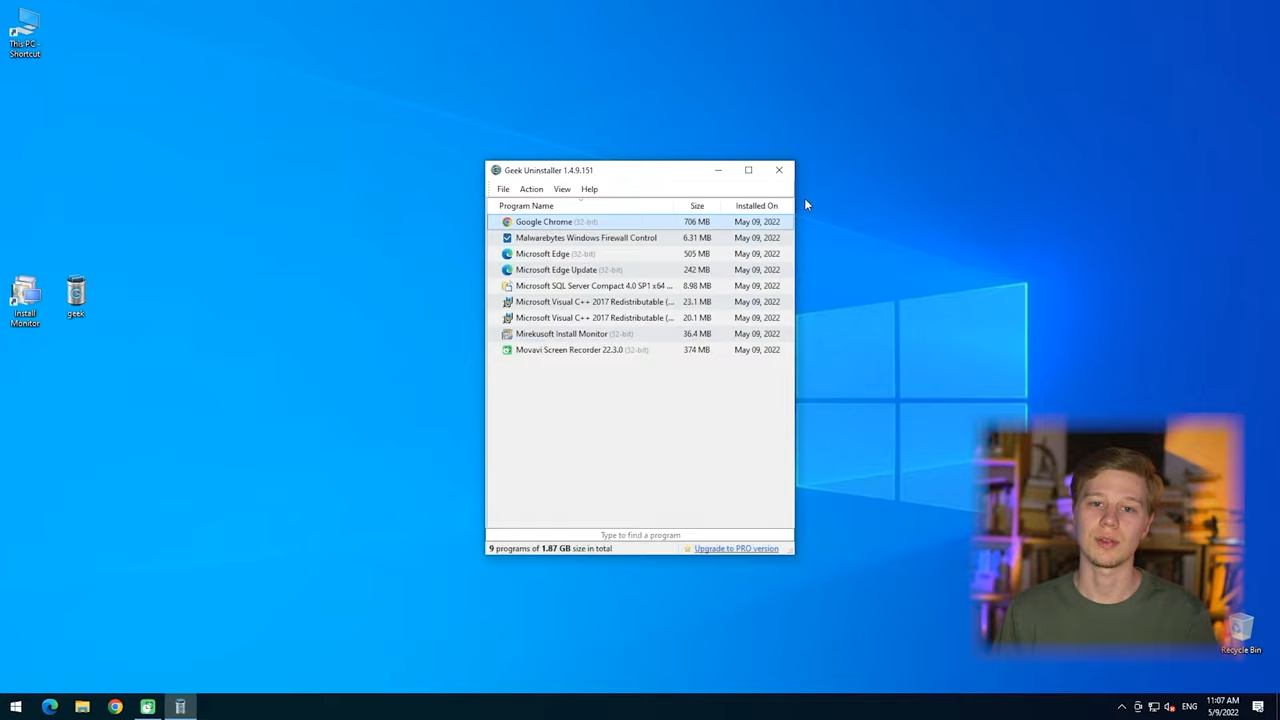 This PC -
Shortcut
Install
Monitor
geek
Geek Uninstaller 1.4.9.151
File Action View Help
Program Name Size Installed On
Google Chrome (32-bit) 706 MB May 09, 2022
Malwarebytes Windows Firewall Control 6.31 MB May 09, 2022
Microsoft Edge (32-bit) 505 MB May 09, 2022
Microsoft Edge Update (32-bit) 242 MB May 09, 2022
Microsoft SQL Server Compact 4.0 SP1 x64 ... 8.98 MB May 09, 2022
Microsoft Visual C++ 2017 Redistributable (... 23.1 MB May 09, 2022
Microsoft Visual C++ 2017 Redistributable (... 20.1 MB May 09, 2022
Mirekusoft Install Monitor (32-bit) 36.4 MB May 09, 2022
Movavi Screen Recorder 22.3.0 (32-bit) 374 MB May 09, 2022
Type to find a program
9 programs of 1.87 GB size in total Upgrade to PRO version
Recycle Bin
ENG
11:07 AM
5/9/2022